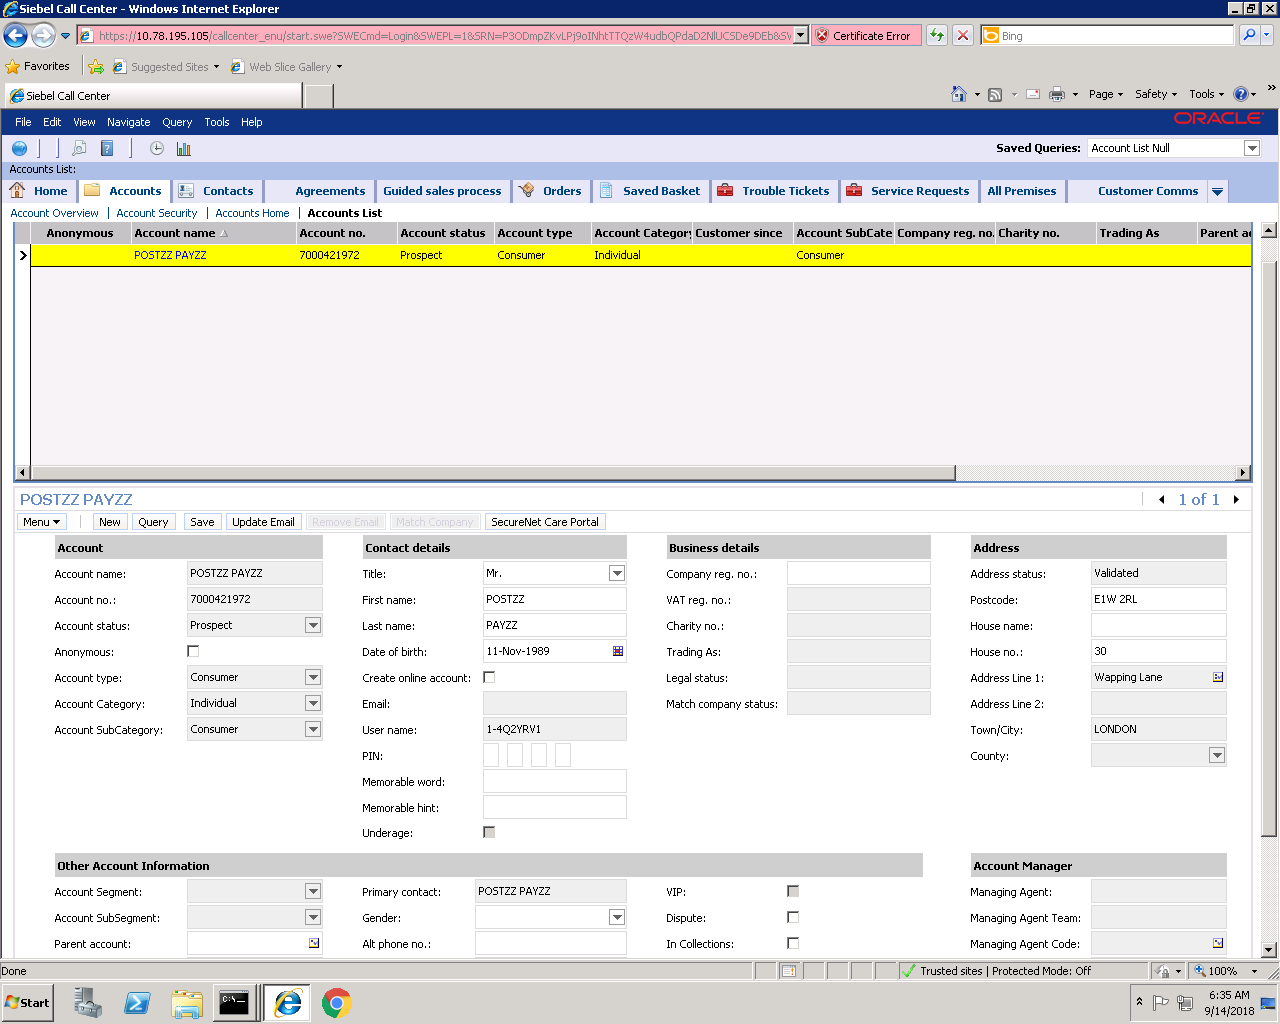 Siebel Call Center - Windows Internet Explorer
https://10.78.195.105/callcenter_enu/start.swe?SWECmd=Login&SWEPL=1&SRN=
Certificate Error
Bing
Favorites Suggested Sites Web Slice Gallery
Siebel Call Center
Page Safety Tools
File Edit View Navigate Query Tools Help
ORACLE
Saved Queries: Account List Null
Accounts List:
Home Accounts Contacts Agreements Guided sales process Orders Saved Basket Trouble Tickets Service Requests All Premises Customer Comms
Account Overview | Account Security | Accounts Home | Accounts List
Anonymous Account name Account no. Account status Account type Account Category Customer since Account SubCate Company reg. no. Charity no. Trading As Parent ac
POSTZZ PAYZZ 7000421972 Prospect Consumer Individual Consumer
POSTZZ PAYZZ
1 of 1
Menu New Query Save Update Email Remove Email Match Company SecureNet Care Portal
Account Contact details Business details Address
Account name: POSTZZ PAYZZ Title: Mr. Company reg. no.: Address status: Validated
Account no.: 7000421972 First name: POSTZZ VAT reg. no.: Postcode: E1W 2RL
Account status: Prospect Last name: PAYZZ Charity no.: House name:
Anonymous: Date of birth: 11-Nov-1989 Trading As: House no.: 30
Account type: Consumer Create online account: Legal status: Address Line 1: Wapping Lane
Account Category: Individual Email: Match company status: Address Line 2:
Account SubCategory: Consumer User name: 1-4Q2YRV1 Town/City: LONDON
PIN: County:
Memorable word:
Memorable hint:
Underage:
Other Account Information Account Manager
Account Segment: Primary contact: POSTZZ PAYZZ VIP: Managing Agent:
Account SubSegment: Gender: Dispute: Managing Agent Team:
Parent account: Alt phone no.: In Collections: Managing Agent Code:
Done Trusted sites | Protected Mode: Off 100%
Start C:\. 6:35 AM
9/14/2018